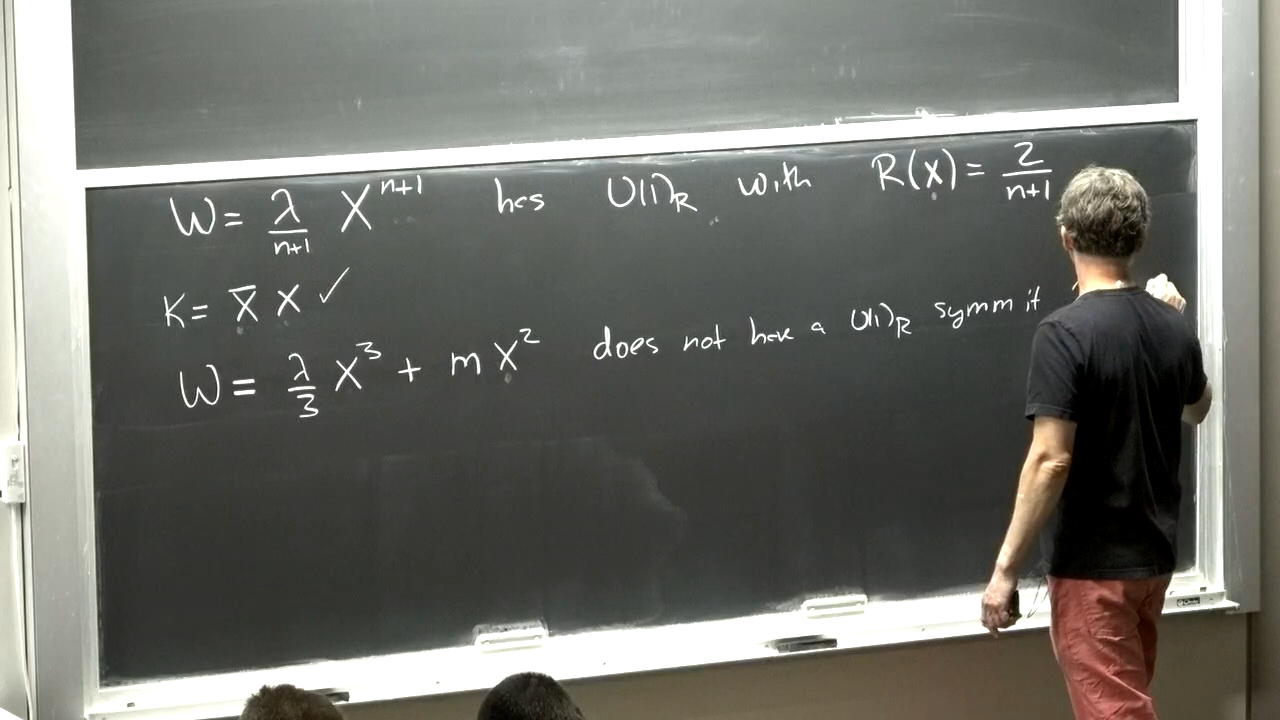 W = λ/n+1 X^{n+1} has U(1)_R with R(X) = 2/n+1
K = X̄ X ✓
W = λ/3 X^3 + m X^2 does not have a U(1)_R symm if